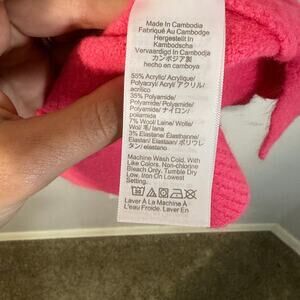 Made In Cambodia
Fabriqué Au Cambodge
Hergestellt In
Kambodscha
Vervaardigd In Cambodja
カンボジア製
hecho en camboya
55% Acrylic/ Acrylique/
Polyacryl/ Acryl/ アクリル/
acrílico
35% Polyamide/
Polyamide/ Polyamid/
Polyamide/ ナイロン/
poliamida
7% Wool/ Laine/ Wolle/
Wol/ 毛/ lana
3% Elastane/ Élasthanne/
Elastan/ Elastaan/ ポリウレ
タン/ elastano
Machine Wash Cold, With
Like Colors. Non-chlorine
Bleach Only. Tumble Dry
Low. Iron On Lowest
Setting.
Laver À La Machine À
L'eau Froide. Laver En